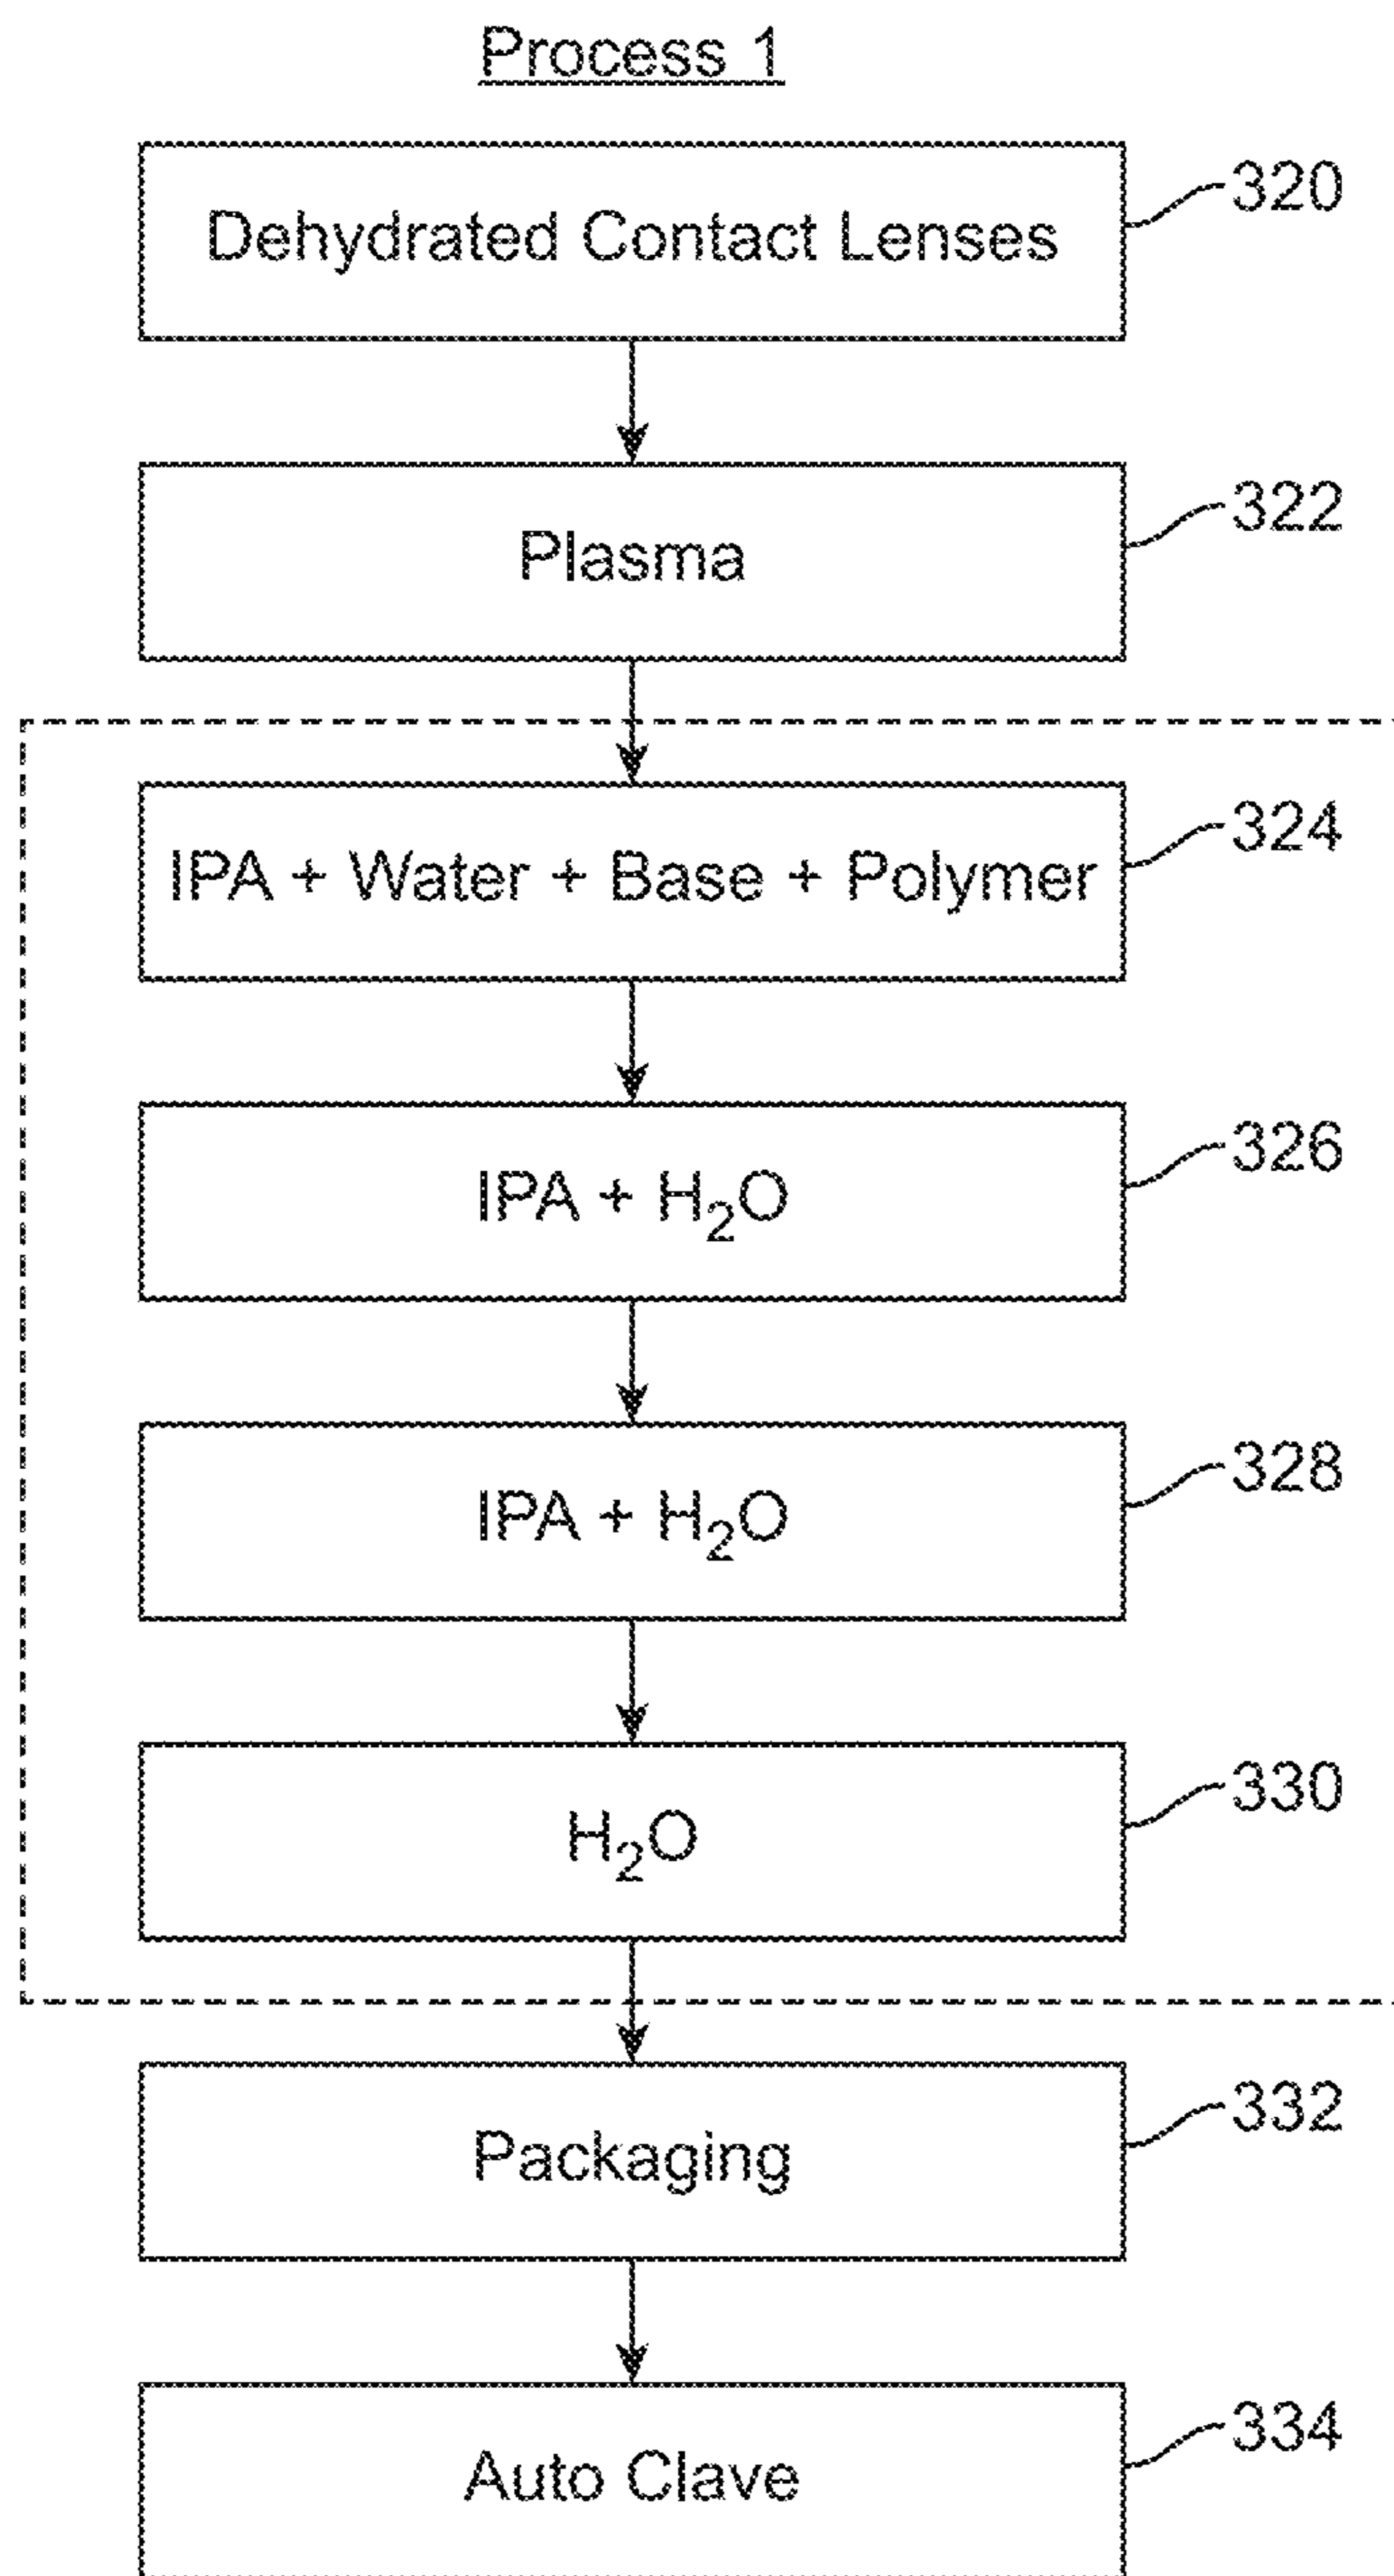 Process 1
Dehydrated Contact Lenses
320
Plasma
322
IPA + Water + Base + Polymer
324
IPA + H₂O
326
IPA + H₂O
328
H₂O
330
Packaging
332
Auto Clave
334